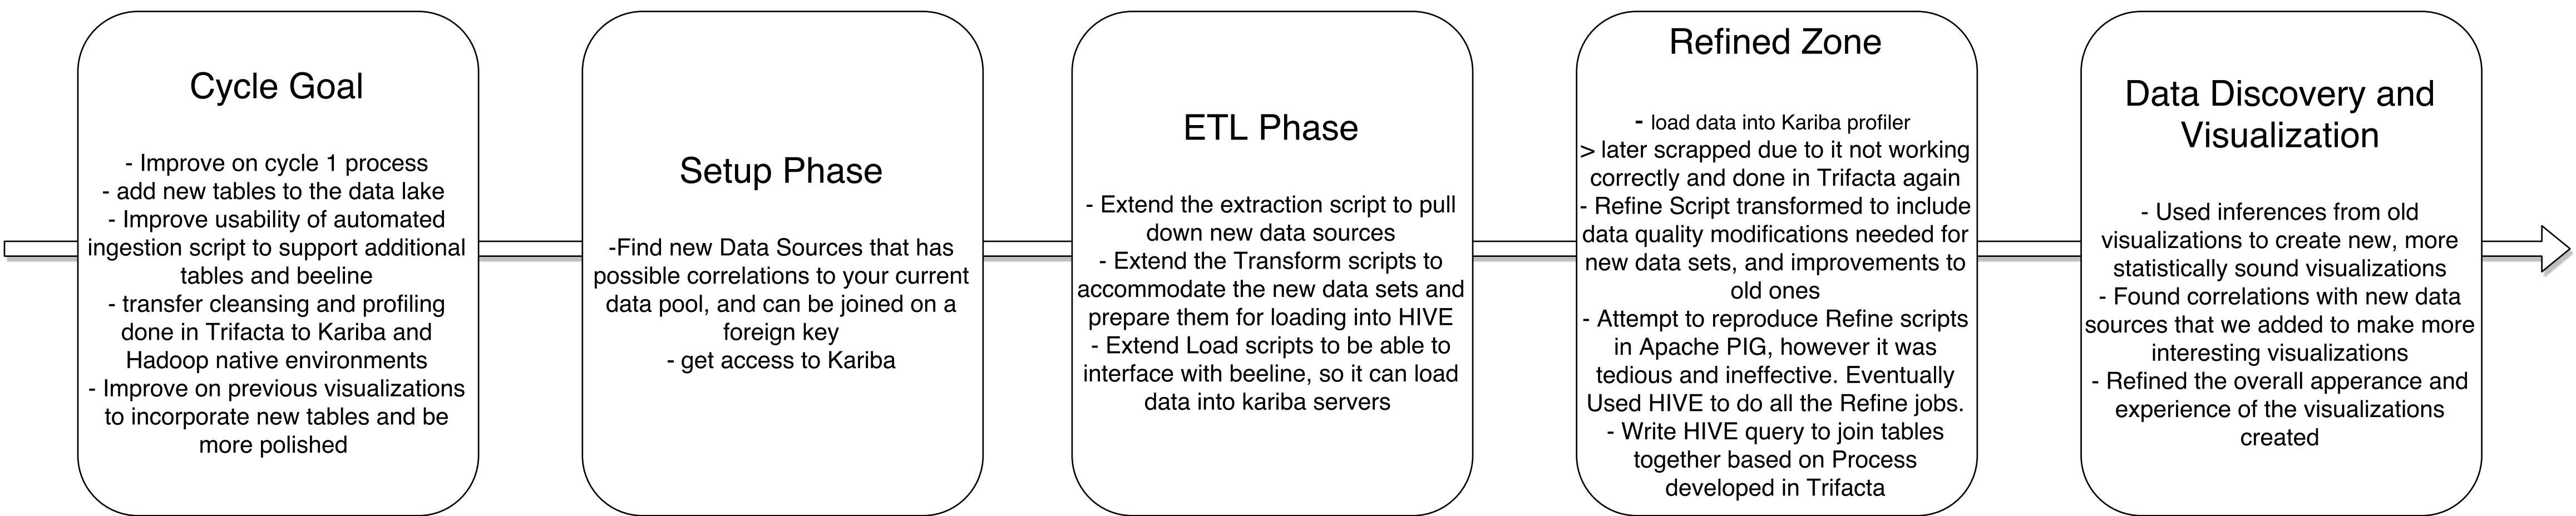 Cycle Goal
- Improve on cycle 1 process
- add new tables to the data lake
- Improve usability of automated
ingestion script to support additional
tables and beeline
- transfer cleansing and profiling
done in Trifacta to Kariba and
Hadoop native environments
- Improve on previous visualizations
to incorporate new tables and be
more polished
Setup Phase
-Find new Data Sources that has
possible correlations to your current
data pool, and can be joined on a
foreign key
- get access to Kariba
ETL Phase
- Extend the extraction script to pull
down new data sources
- Extend the Transform scripts to
accommodate the new data sets and
prepare them for loading into HIVE
- Extend Load scripts to be able to
interface with beeline, so it can load
data into kariba servers
Refined Zone
- load data into Kariba profiler
> later scrapped due to it not working
correctly and done in Trifacta again
- Refine Script transformed to include
data quality modifications needed for
new data sets, and improvements to
old ones
- Attempt to reproduce Refine scripts
in Apache PIG, however it was
tedious and ineffective. Eventually
Used HIVE to do all the Refine jobs.
- Write HIVE query to join tables
together based on Process
developed in Trifacta
Data Discovery and
Visualization
- Used inferences from old
visualizations to create new, more
statistically sound visualizations
- Found correlations with new data
sources that we added to make more
interesting visualizations
- Refined the overall apperance and
experience of the visualizations
created